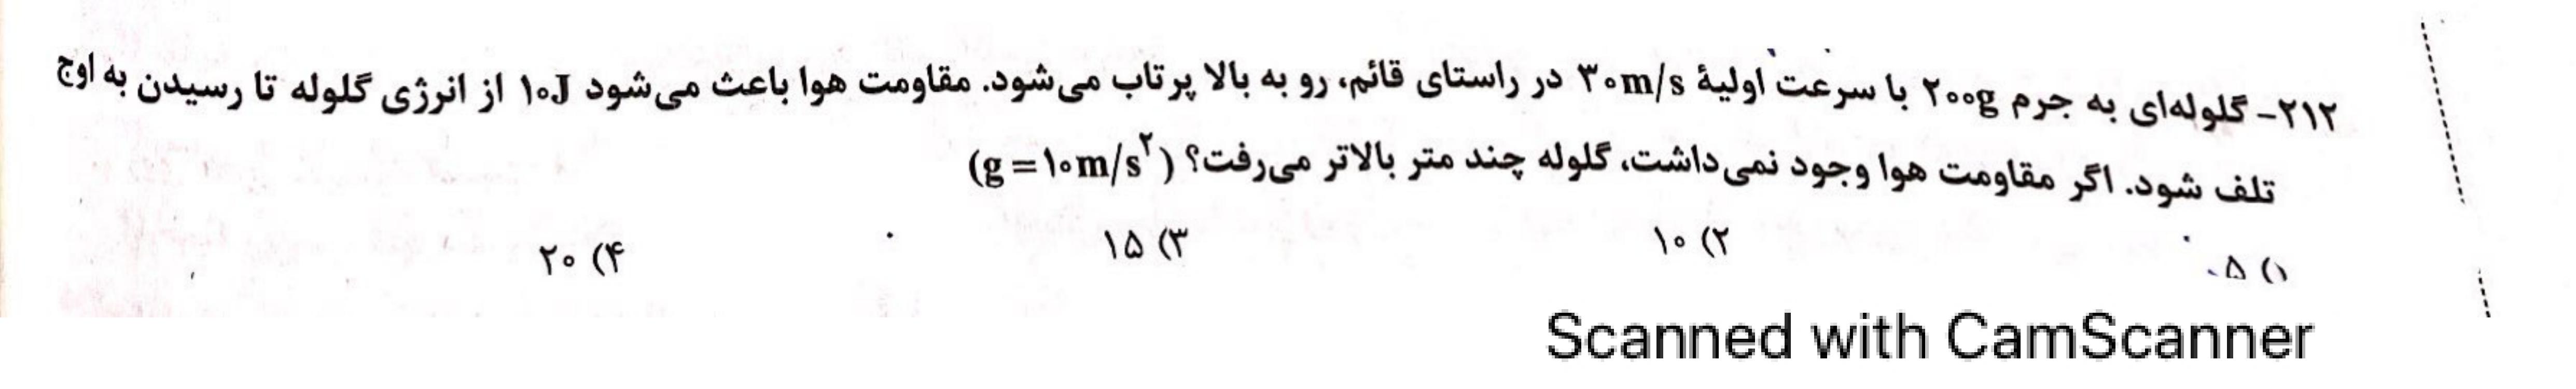 ۲۱۲- گلوله‌ای به جرم ۲۰۰g با سرعت اولیهٔ ۳۰m/s در راستای قائم، رو به بالا پرتاب می‌شود. مقاومت هوا باعث می‌شود ۱۰J از انرژی گلوله تا رسیدن به اوج
تلف شود. اگر مقاومت هوا وجود نمی‌داشت، گلوله چند متر بالاتر می‌رفت؟ (g = ۱۰m/s^۲)
۱) ۵ ۲) ۱۰ ۳) ۱۵ ۴) ۲۰
Scanned with CamScanner